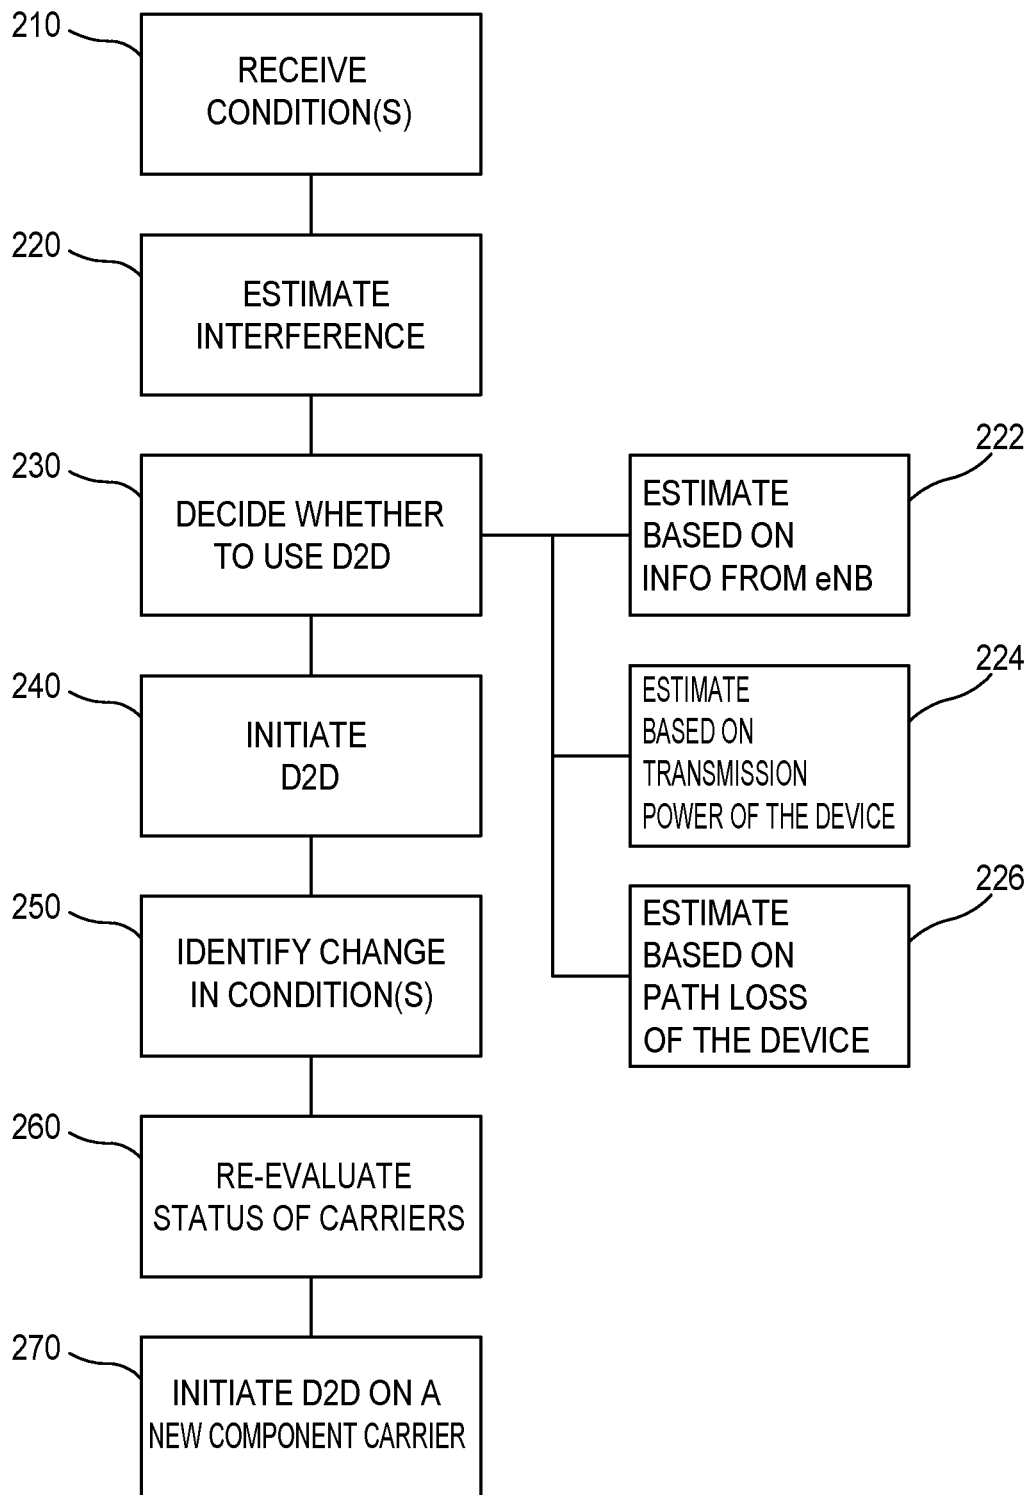 210
RECEIVE
CONDITION(S)
220
ESTIMATE
INTERFERENCE
230
DECIDE WHETHER
TO USE D2D
222
ESTIMATE
BASED ON
INFO FROM eNB
240
INITIATE
D2D
224
ESTIMATE
BASED ON
TRANSMISSION
POWER OF THE DEVICE
250
IDENTIFY CHANGE
IN CONDITION(S)
226
ESTIMATE
BASED ON
PATH LOSS
OF THE DEVICE
260
RE-EVALUATE
STATUS OF CARRIERS
270
INITIATE D2D ON A
NEW COMPONENT CARRIER